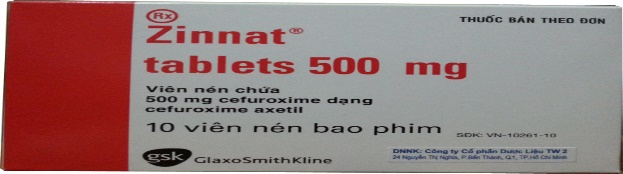 Rx
THUỐC BÁN THEO ĐƠN
Zinnat®
tablets 500 mg
Viên nén chứa
500 mg cefuroxime dạng
cefuroxime axetil
10 viên nén bao phim
SĐK: VN-10261-10
gsk GlaxoSmithKline
DNNK: Công ty Cổ phần Dược Liệu TW 2
24 Nguyễn Thị Nghĩa, P.Bến Thành, Q.1, TP.Hồ Chí Minh